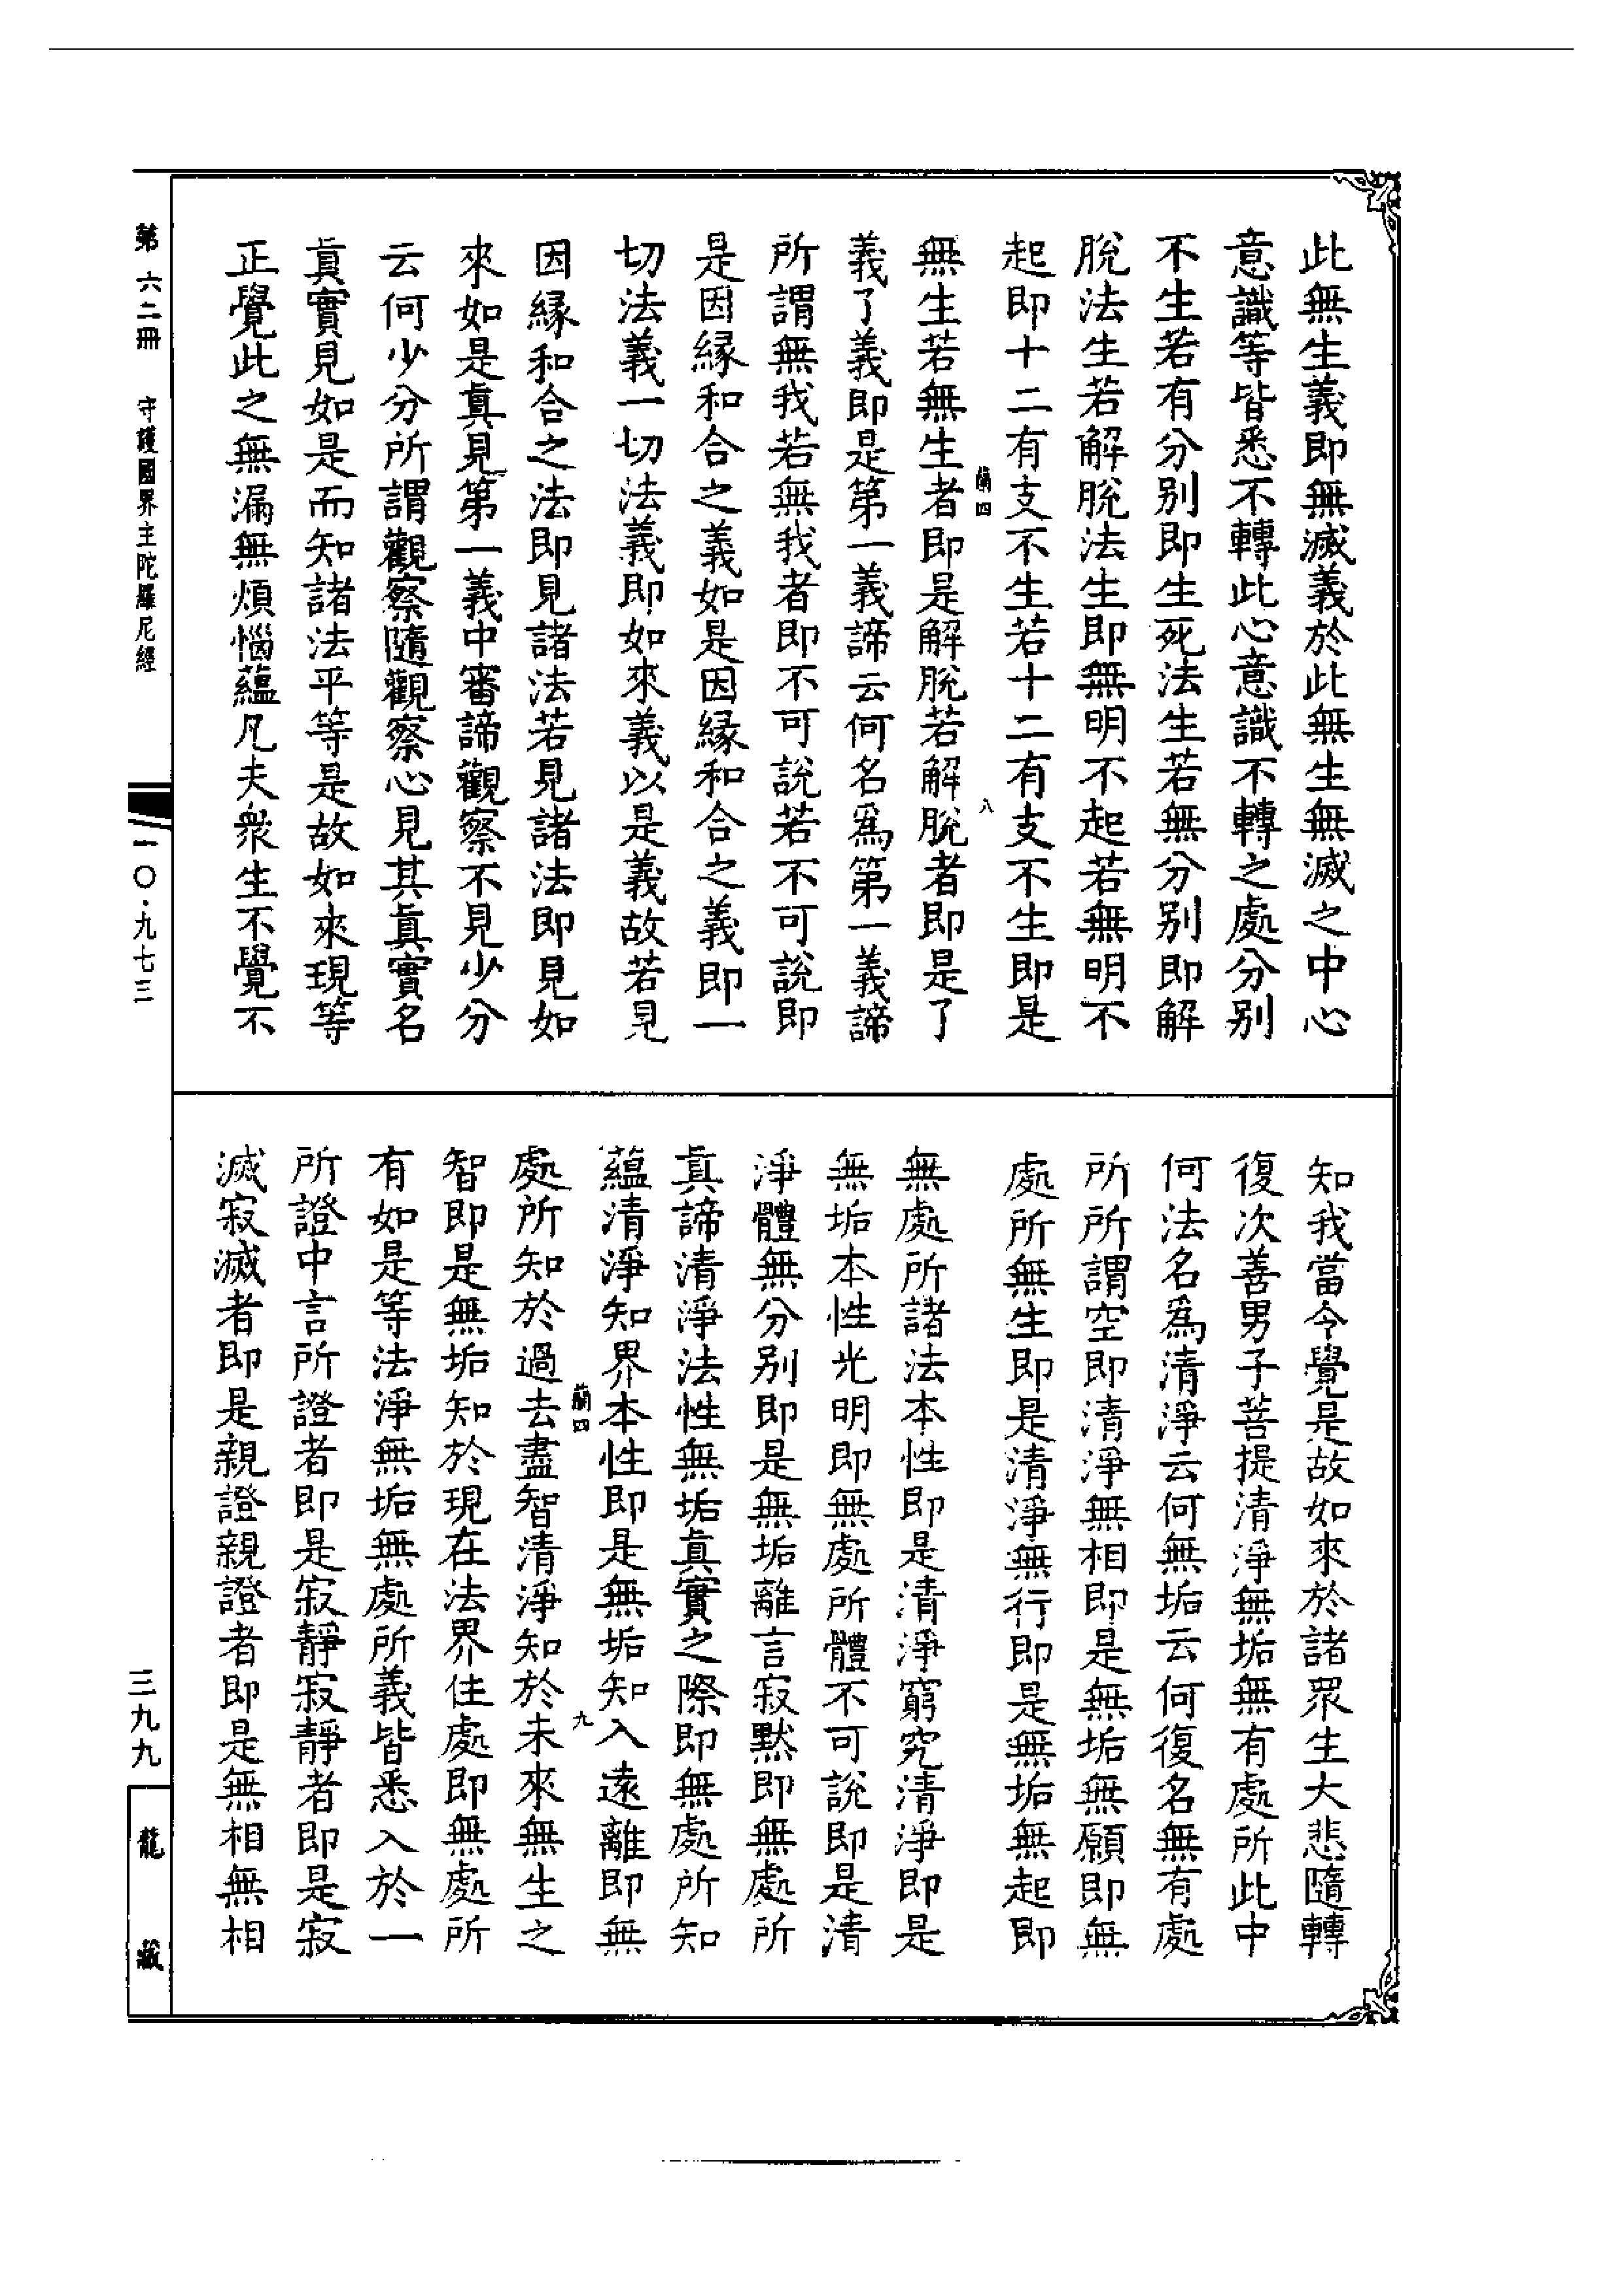 此無生義即無滅義於此無生無滅之中心
意識等皆悉不轉此心意識不轉之處分別
不生若有分別即生死法生若無分別即解
脫法生若解脫法生即無明不起若無明不
起即十二有支不生若十二有支不生即是
蘭四
八
無生若無生者即是解脫若解脫者即是了
義了義即是第一義諦云何名爲第一義諦
所謂無我若無我者即不可說若不可說即
是因縁和合之義如是因縁和合之義即一
切法義一切法義即如來義以是義故若見
因縁和合之法即見諸法若見諸法即見如
來如是真見第一義中審諦觀察不見少分
云何少分所謂觀察隨觀察心見其真實名
真實見如是而知諸法平等是故如來現等
正覺此之無漏無煩惱蘊凡夫衆生不覺不
知我當今覺是故如來於諸眾生大悲隨轉
復次善男子菩提清淨無垢無有處所此中
何法名爲清淨云何無垢云何復名無有處
所所謂空即清淨無相即是無垢無願即無
處所無生即是清淨無行即是無垢無起即
無處所諸法本性即是清淨窮究清淨即是
無垢本性光明即無處所體不可說即是清
淨體無分別即是無垢離言寂默即無處所
真諦清淨法性無垢真實之際即無處所知
蘊清淨知界本性即是無垢知入遠離即無
蘭四
九
處所知於過去盡智清淨知於未來無生之
智即是無垢知於現在法界住處即無處所
有如是等法淨無垢無處所義皆悉入於一
所證中言所證者即是寂靜寂靜者即是寂
滅寂滅者即是親證親證者即是無相無相
第六二冊 守護國界主陀羅尼經
一〇·九七三
三九九
龍藏